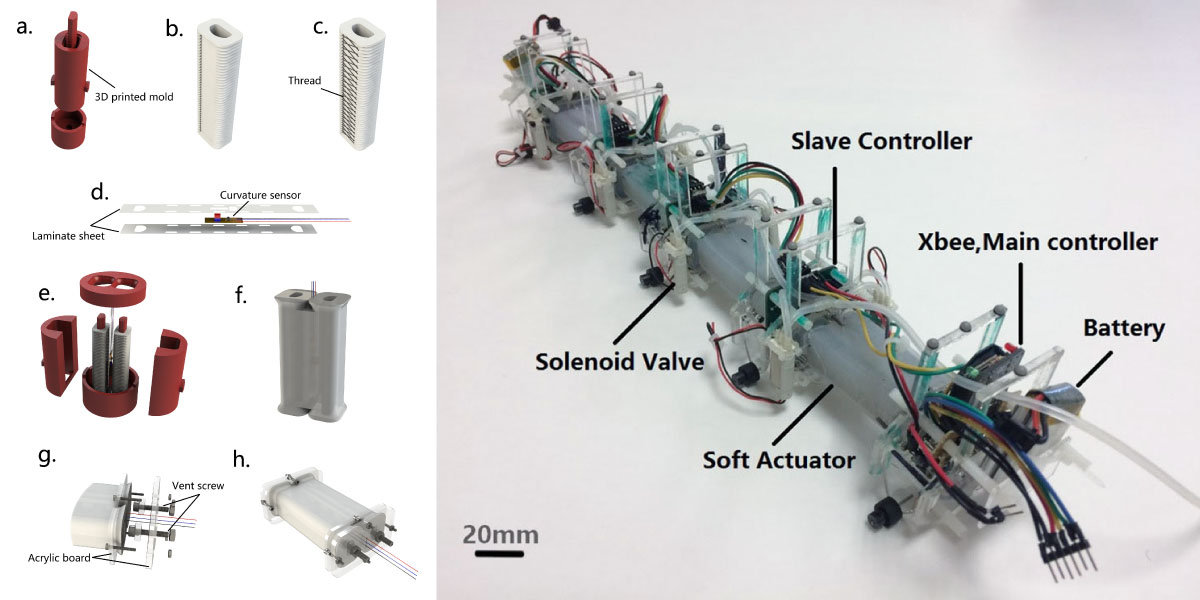 a.
b.
c.
3D printed mold
Thread
d.
Curvature sensor
Laminate sheet
e.
f.
g.
h.
Vent screw
Acrylic board
Slave Controller
Xbee,Main controller
Battery
Solenoid Valve
Soft Actuator
20mm